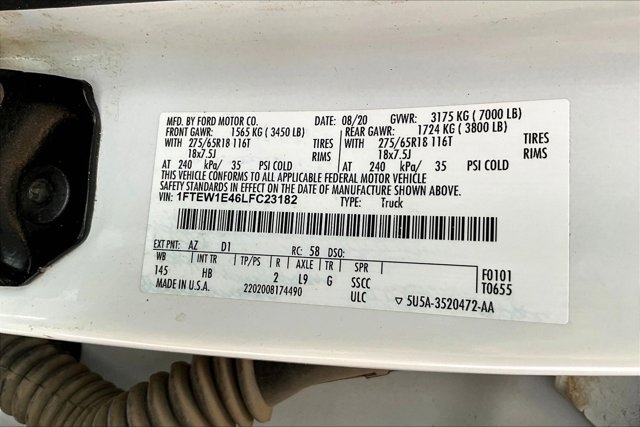 MFD. BY FORD MOTOR CO. DATE: 08/20 GVWR: 3175 KG ( 7000 LB)
FRONT GAWR: 1565 KG ( 3450 LB) REAR GAWR: 1724 KG ( 3800 LB)
WITH 275/65R18 116T TIRES WITH 275/65R18 116T TIRES
18x7.5J RIMS 18x7.5J RIMS
AT 240 kPa/ 35 PSI COLD AT 240 kPa/ 35 PSI COLD
THIS VEHICLE CONFORMS TO ALL APPLICABLE FEDERAL MOTOR VEHICLE
SAFETY STANDARDS IN EFFECT ON THE DATE OF MANUFACTURE SHOWN ABOVE.
VIN: 1FTEW1E46LFC23182 TYPE: Truck
EXT PNT: AZ D1 RC: 58 DSO:
WB INT TR TP/PS R AXLE TR SPR F0101
145 HB 2 L9 G SSCC T0655
MADE IN U.S.A. 2202008174490 ULC ▽ 5U5A-3520472-AA